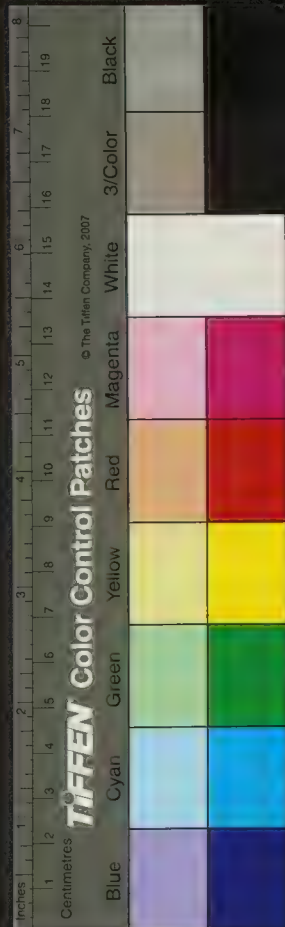 Inches 1 2 3 4 5 6 7 8
Centimetres 1 2 3 4 5 6 7 8 9 10 11 12 13 14 15 16 17 18 19
TIFFEN Color Control Patches © The Tiffen Company, 2007
Blue Cyan Green Yellow Red Magenta White 3/Color Black